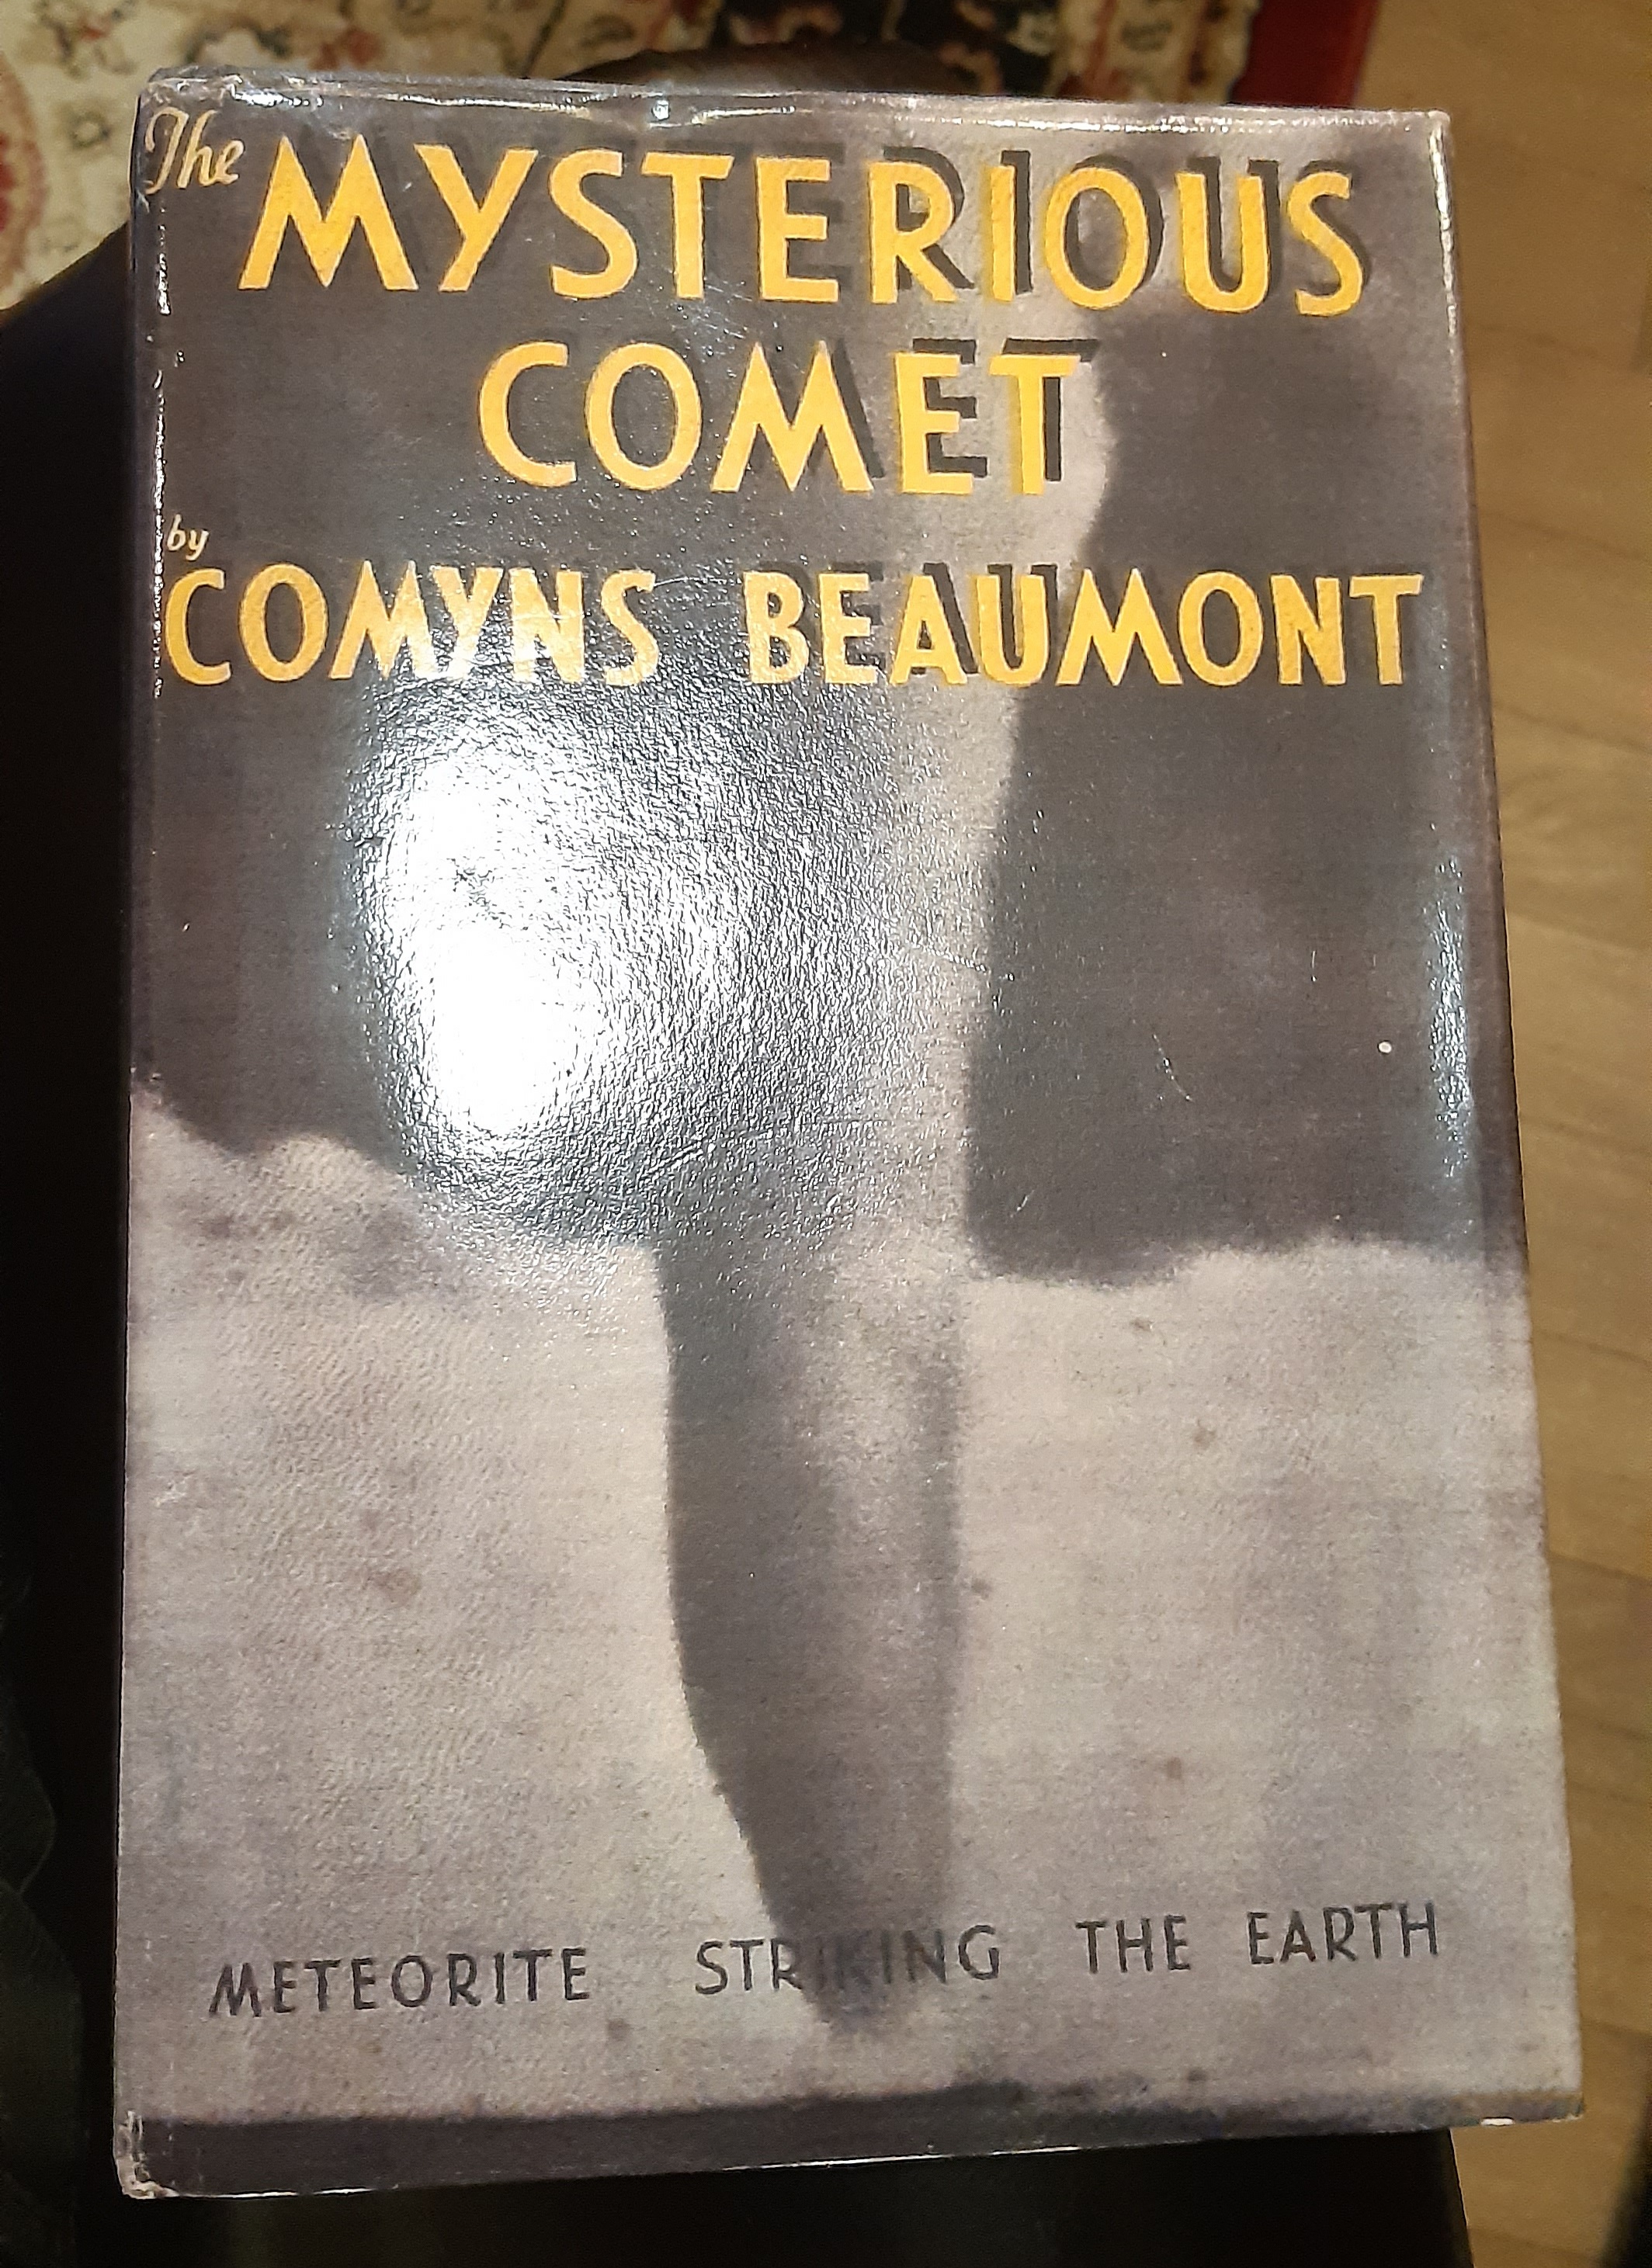 The MYSTERIOUS
COMET
by
COMYNS BEAUMONT
METEORITE STRIKING THE EARTH